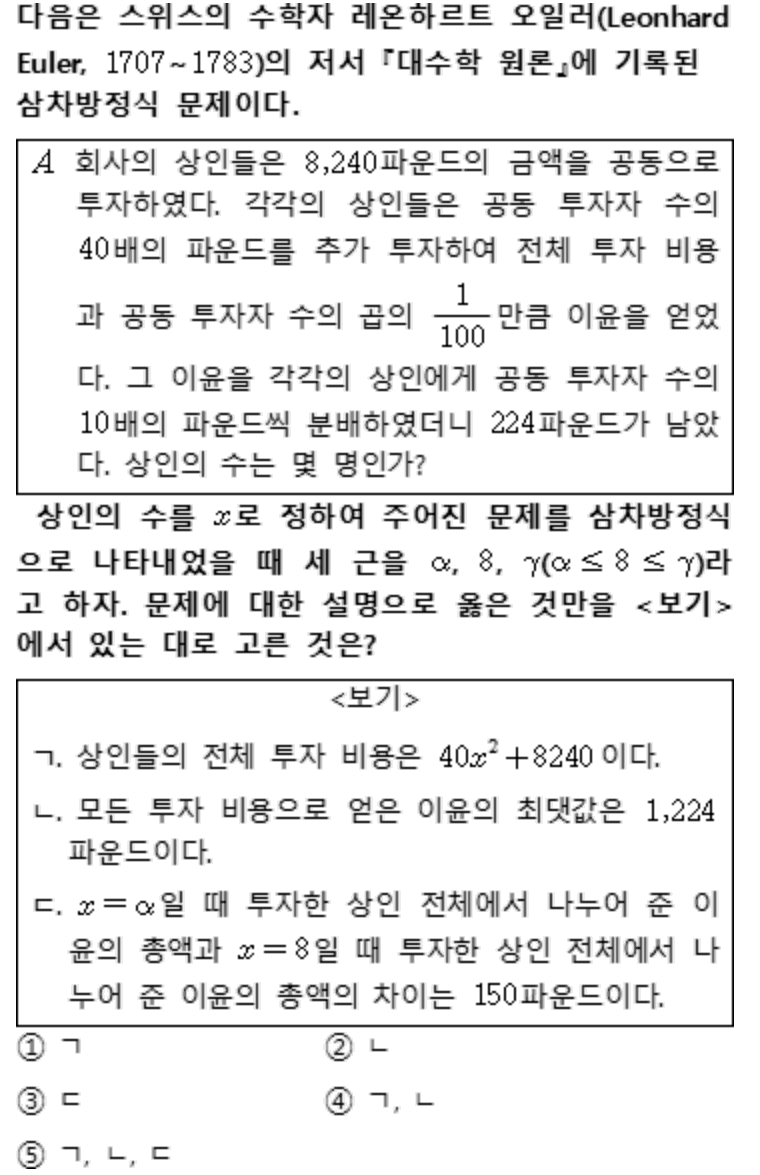 다음은 스위스의 수학자 레온하르트 오일러(Leonhard
Euler, 1707~1783)의 저서 『대수학 원론』에 기록된
삼차방정식 문제이다.
A 회사의 상인들은 8,240파운드의 금액을 공동으로
투자하였다. 각각의 상인들은 공동 투자자 수의
40배의 파운드를 추가 투자하여 전체 투자 비용
과 공동 투자자 수의 곱의 1/100 만큼 이윤을 얻었
다. 그 이윤을 각각의 상인에게 공동 투자자 수의
10배의 파운드씩 분배하였더니 224파운드가 남았
다. 상인의 수는 몇 명인가?
상인의 수를 x로 정하여 주어진 문제를 삼차방정식
으로 나타내었을 때 세 근을 α, 8, γ(α ≤ 8 ≤ γ)라
고 하자. 문제에 대한 설명으로 옳은 것만을 <보기>
에서 있는 대로 고른 것은?
<보기>
ㄱ. 상인들의 전체 투자 비용은 40x²+8240이다.
ㄴ. 모든 투자 비용으로 얻은 이윤의 최댓값은 1,224
파운드이다.
ㄷ. x=α일 때 투자한 상인 전체에서 나누어 준 이
윤의 총액과 x=8일 때 투자한 상인 전체에서 나
누어 준 이윤의 총액의 차이는 150파운드이다.
① ㄱ ② ㄴ
③ ㄷ ④ ㄱ, ㄴ
⑤ ㄱ, ㄴ, ㄷ